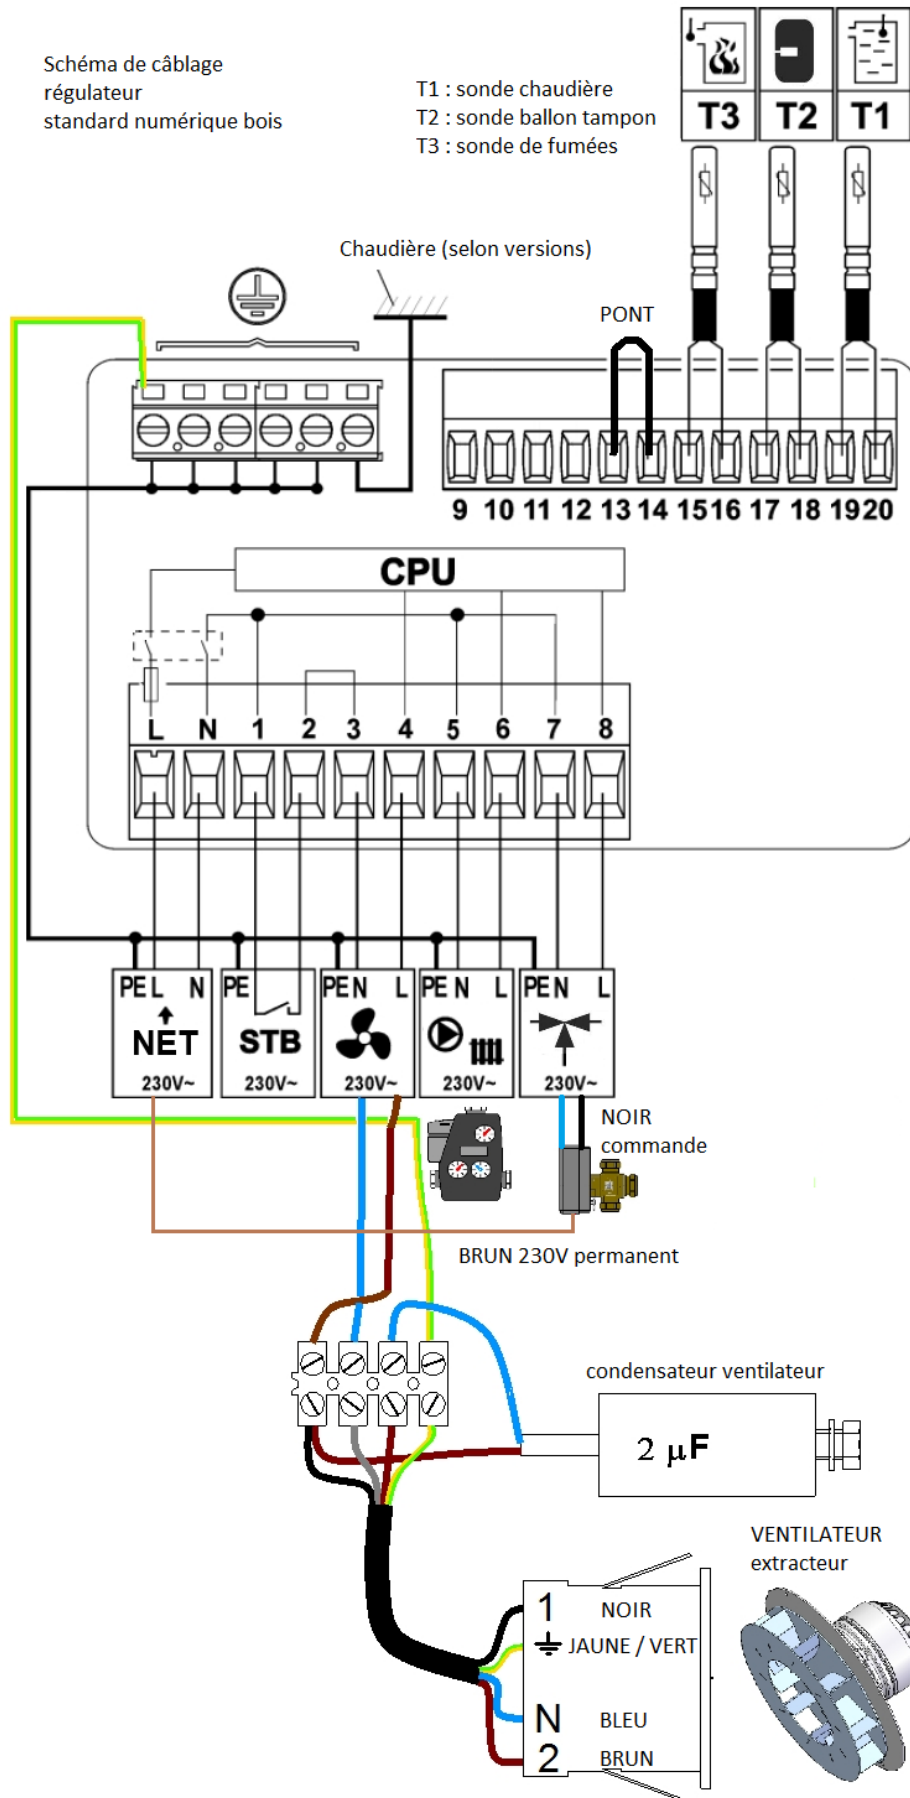 Schéma de câblage
régulateur
standard numérique bois
T1 : sonde chaudière
T2 : sonde ballon tampon
T3 : sonde de fumées
T3 T2 T1
Chaudière (selon versions)
PONT
9 10 11 12 13 14 15 16 17 18 19 20
CPU
L N 1 2 3 4 5 6 7 8
PE L N
NET
230V~
PE
STB
230V~
PE N L
230V~
PE N L
230V~
PE N L
230V~
NOIR
commande
BRUN 230V permanent
condensateur ventilateur
2 µF
VENTILATEUR
extracteur
1 NOIR
JAUNE / VERT
N BLEU
2 BRUN